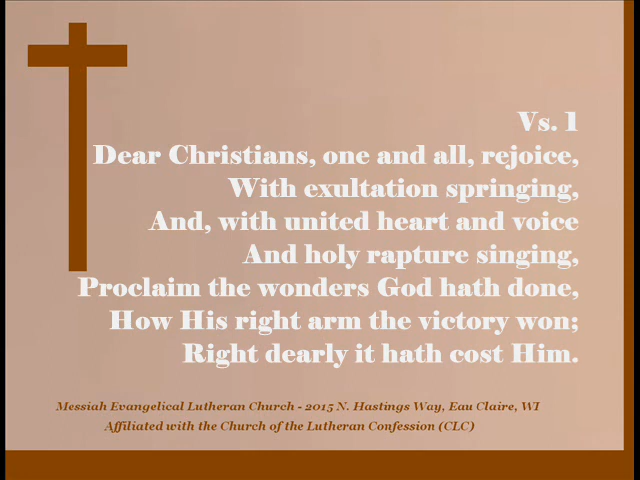 Vs. 1
Dear Christians, one and all, rejoice,
With exultation springing,
And, with united heart and voice
And holy rapture singing,
Proclaim the wonders God hath done,
How His right arm the victory won;
Right dearly it hath cost Him.
Messiah Evangelical Lutheran Church - 2015 N. Hastings Way, Eau Claire, WI
Affiliated with the Church of the Lutheran Confession (CLC)